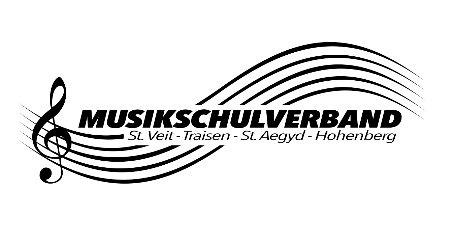 MUSIKSCHULVERBAND
St. Veit - Traisen - St. Aegyd - Hohenberg